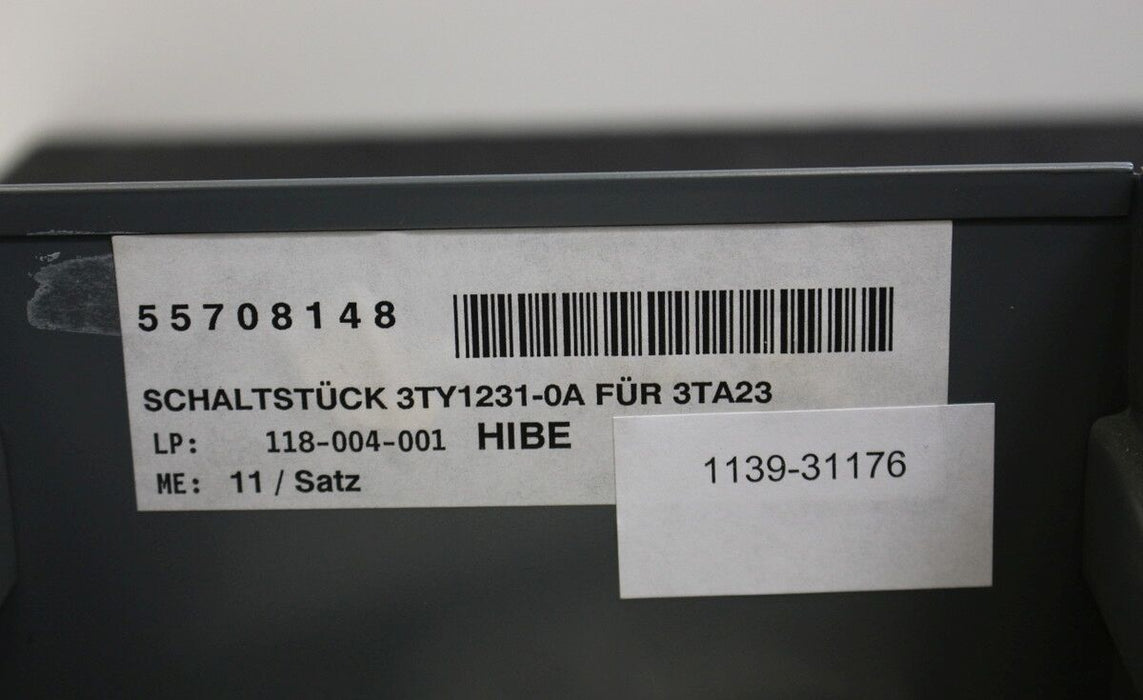 55708148
SCHALTSTÜCK 3TY1231-0A FÜR 3TA23
LP: 118-004-001 HIBE
ME: 11 / Satz
1139-31176